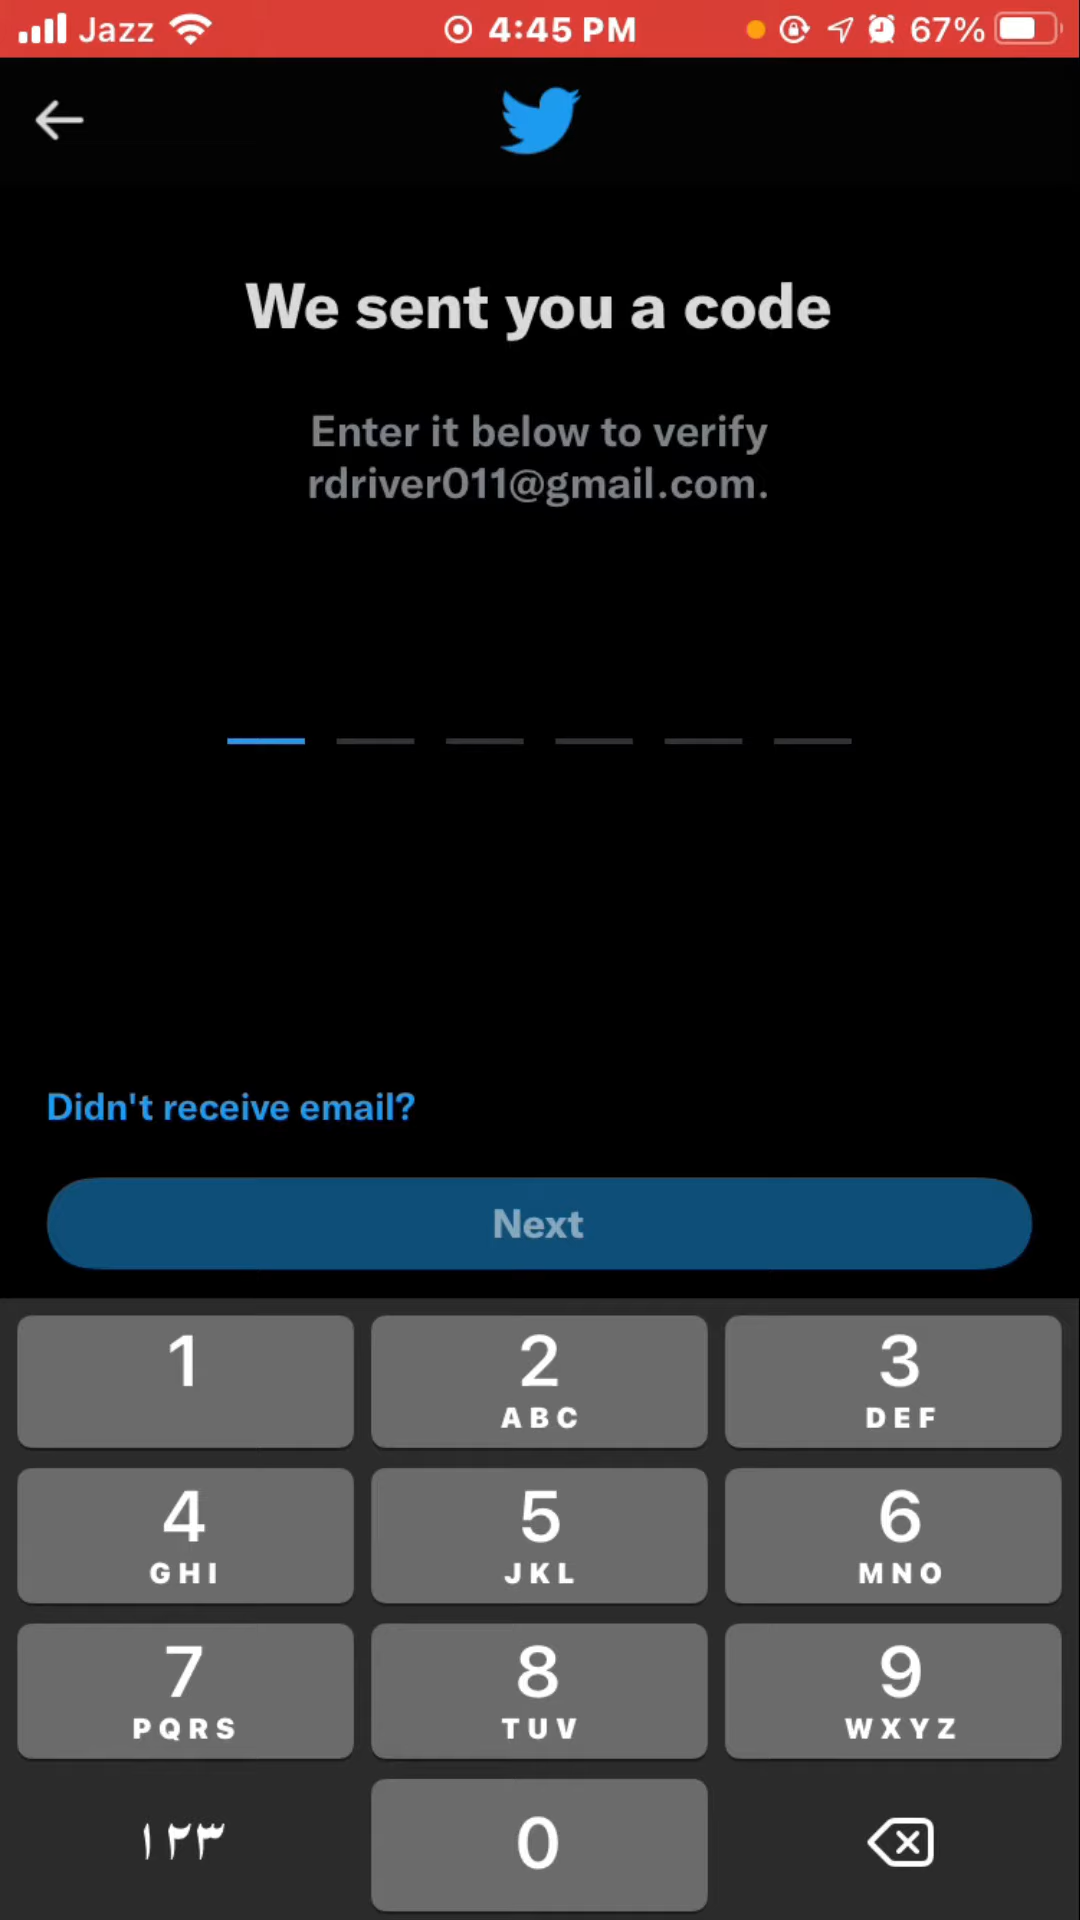 Jazz 4:45 PM 67%
We sent you a code
Enter it below to verify
rdriver011@gmail.com.
Didn't receive email?
Next
1 2 3
ABC DEF
4 5 6
GHI JKL MNO
7 8 9
PQRS TUV WXYZ
۱۲۳ 0